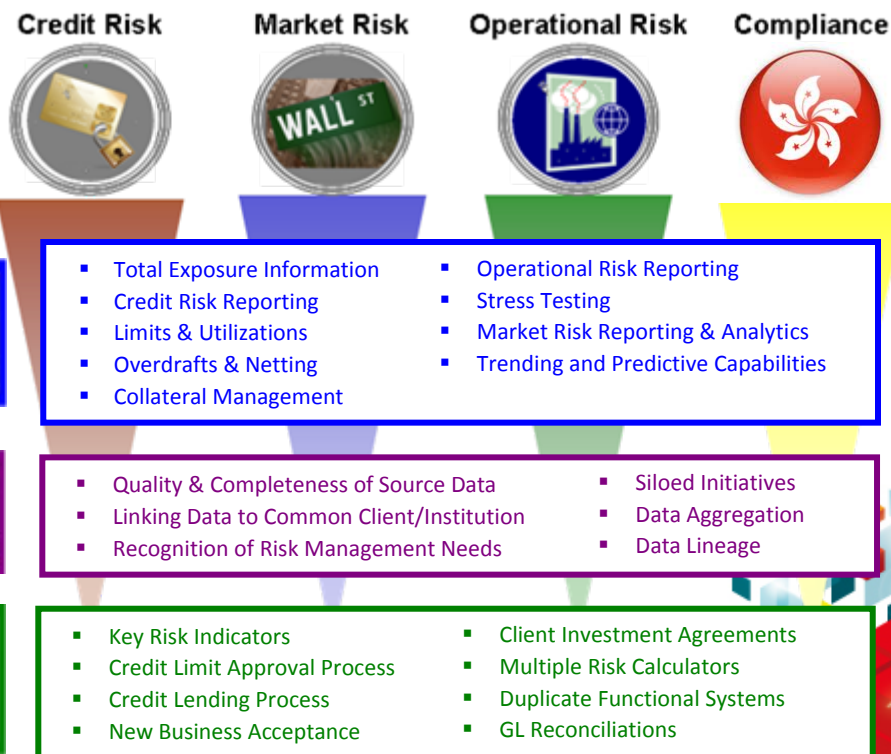 Credit Risk
Market Risk
Operational Risk
Compliance
WALL ST
▪ Total Exposure Information
▪ Credit Risk Reporting
▪ Limits & Utilizations
▪ Overdrafts & Netting
▪ Collateral Management
▪ Operational Risk Reporting
▪ Stress Testing
▪ Market Risk Reporting & Analytics
▪ Trending and Predictive Capabilities
▪ Quality & Completeness of Source Data
▪ Linking Data to Common Client/Institution
▪ Recognition of Risk Management Needs
▪ Siloed Initiatives
▪ Data Aggregation
▪ Data Lineage
▪ Key Risk Indicators
▪ Credit Limit Approval Process
▪ Credit Lending Process
▪ New Business Acceptance
▪ Client Investment Agreements
▪ Multiple Risk Calculators
▪ Duplicate Functional Systems
▪ GL Reconciliations